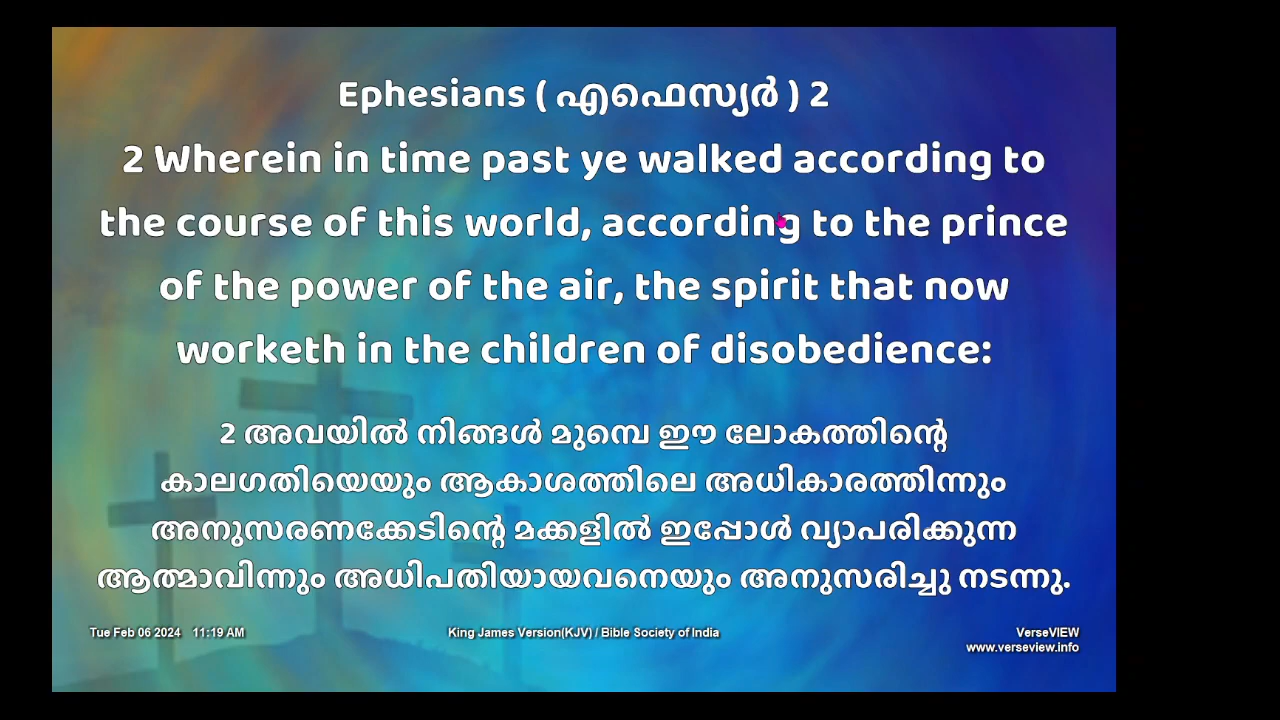 Ephesians ( എഫെസ്യർ ) 2
2 Wherein in time past ye walked according to
the course of this world, according to the prince
of the power of the air, the spirit that now
worketh in the children of disobedience:
2 അവയിൽ നിങ്ങൾ മുമ്പെ ഈ ലോകത്തിന്റെ
കാലഗതിയെയും ആകാശത്തിലെ അധികാരത്തിന്നും
അനുസരണക്കേടിന്റെ മക്കളിൽ ഇപ്പോൾ വ്യാപരിക്കുന്ന
ആത്മാവിന്നും അധിപതിയായവനെയും അനുസരിച്ചു നടന്നു.
Tue Feb 06 2024 11:19 AM King James Version(KJV) / Bible Society of India VerseVIEW
www.verseview.info